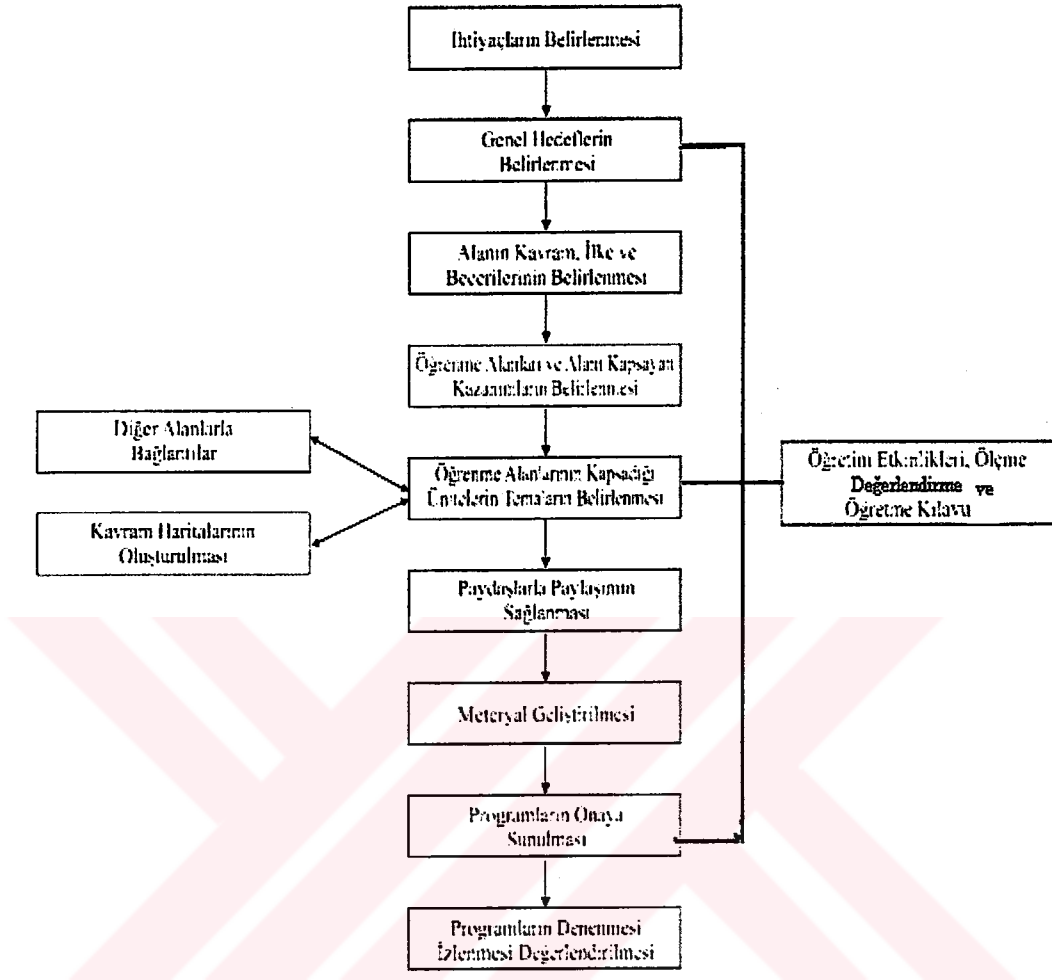 İhtiyaçların Belirlenmesi
Genel Hedeflerin
Belirlenmesi
Alanın Kavram, İlke ve
Becerilerinin Belirlenmesi
Öğrenme Alanları ve Alanı Kapsayan
Kazanımların Belirlenmesi
Diğer Alanlarla
Bağlantılar
Kavram Haritalarının
Oluşturulması
Öğrenme Alanlarının Kapsadığı
Ünitelerin Temaların Belirlenmesi
Öğretim Etkinlikleri, Ölçme
Değerlendirme ve
Öğretme Kılavu
Paydaşlarla Paylaşımın
Sağlanması
Meteryal Geliştirilmesi
Programların Onaya
Sunulması
Programların Denenmesi
İzlenmesi Değerlendirilmesi